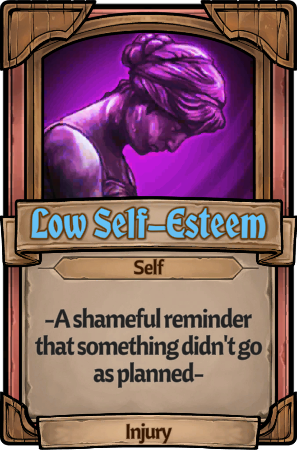 Low Self-Esteem
Self
-A shameful reminder
that something didn't go
as planned-
Injury